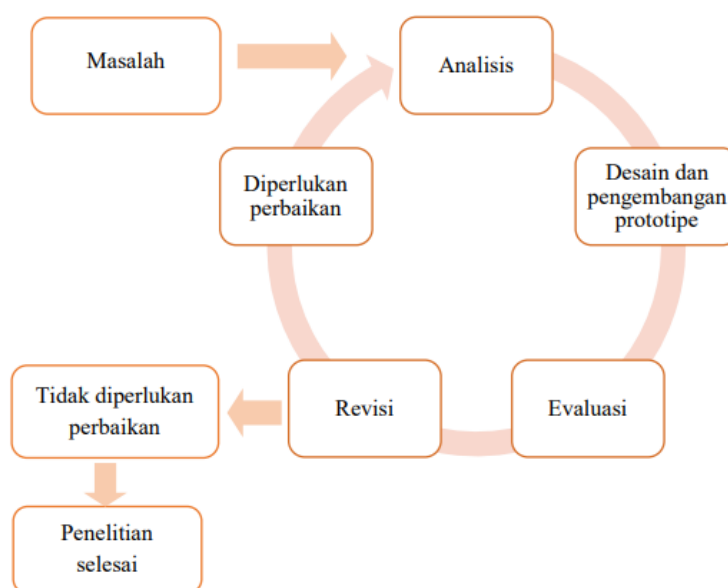 Masalah
Analisis
Desain dan
pengembangan
prototipe
Diperlukan
perbaikan
Evaluasi
Revisi
Tidak diperlukan
perbaikan
Penelitian
selesai